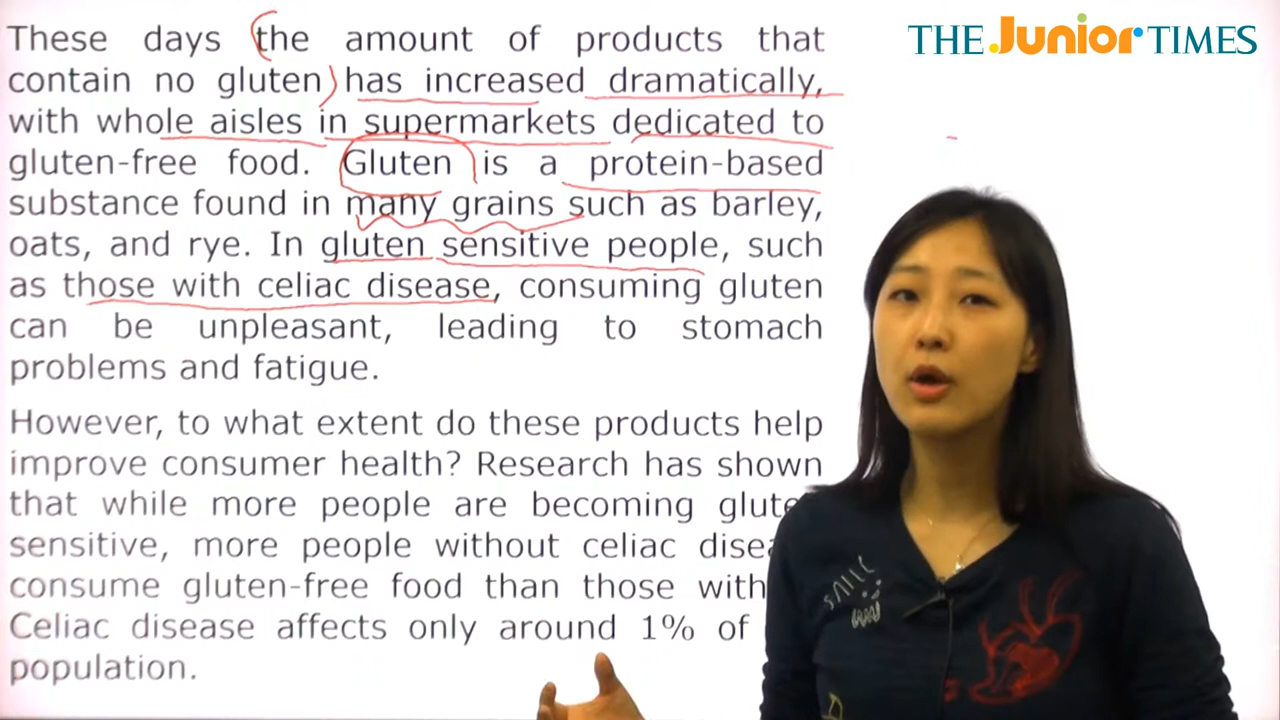 THE Junior TIMES
These days the amount of products that
contain no gluten has increased dramatically,
with whole aisles in supermarkets dedicated to
gluten-free food. Gluten is a protein-based
substance found in many grains such as barley,
oats, and rye. In gluten sensitive people, such
as those with celiac disease, consuming gluten
can be unpleasant, leading to stomach
problems and fatigue.
However, to what extent do these products help
improve consumer health? Research has shown
that while more people are becoming
sensitive, more people without celiac
consume gluten-free food than those
Celiac disease affects only around 1% of
population.